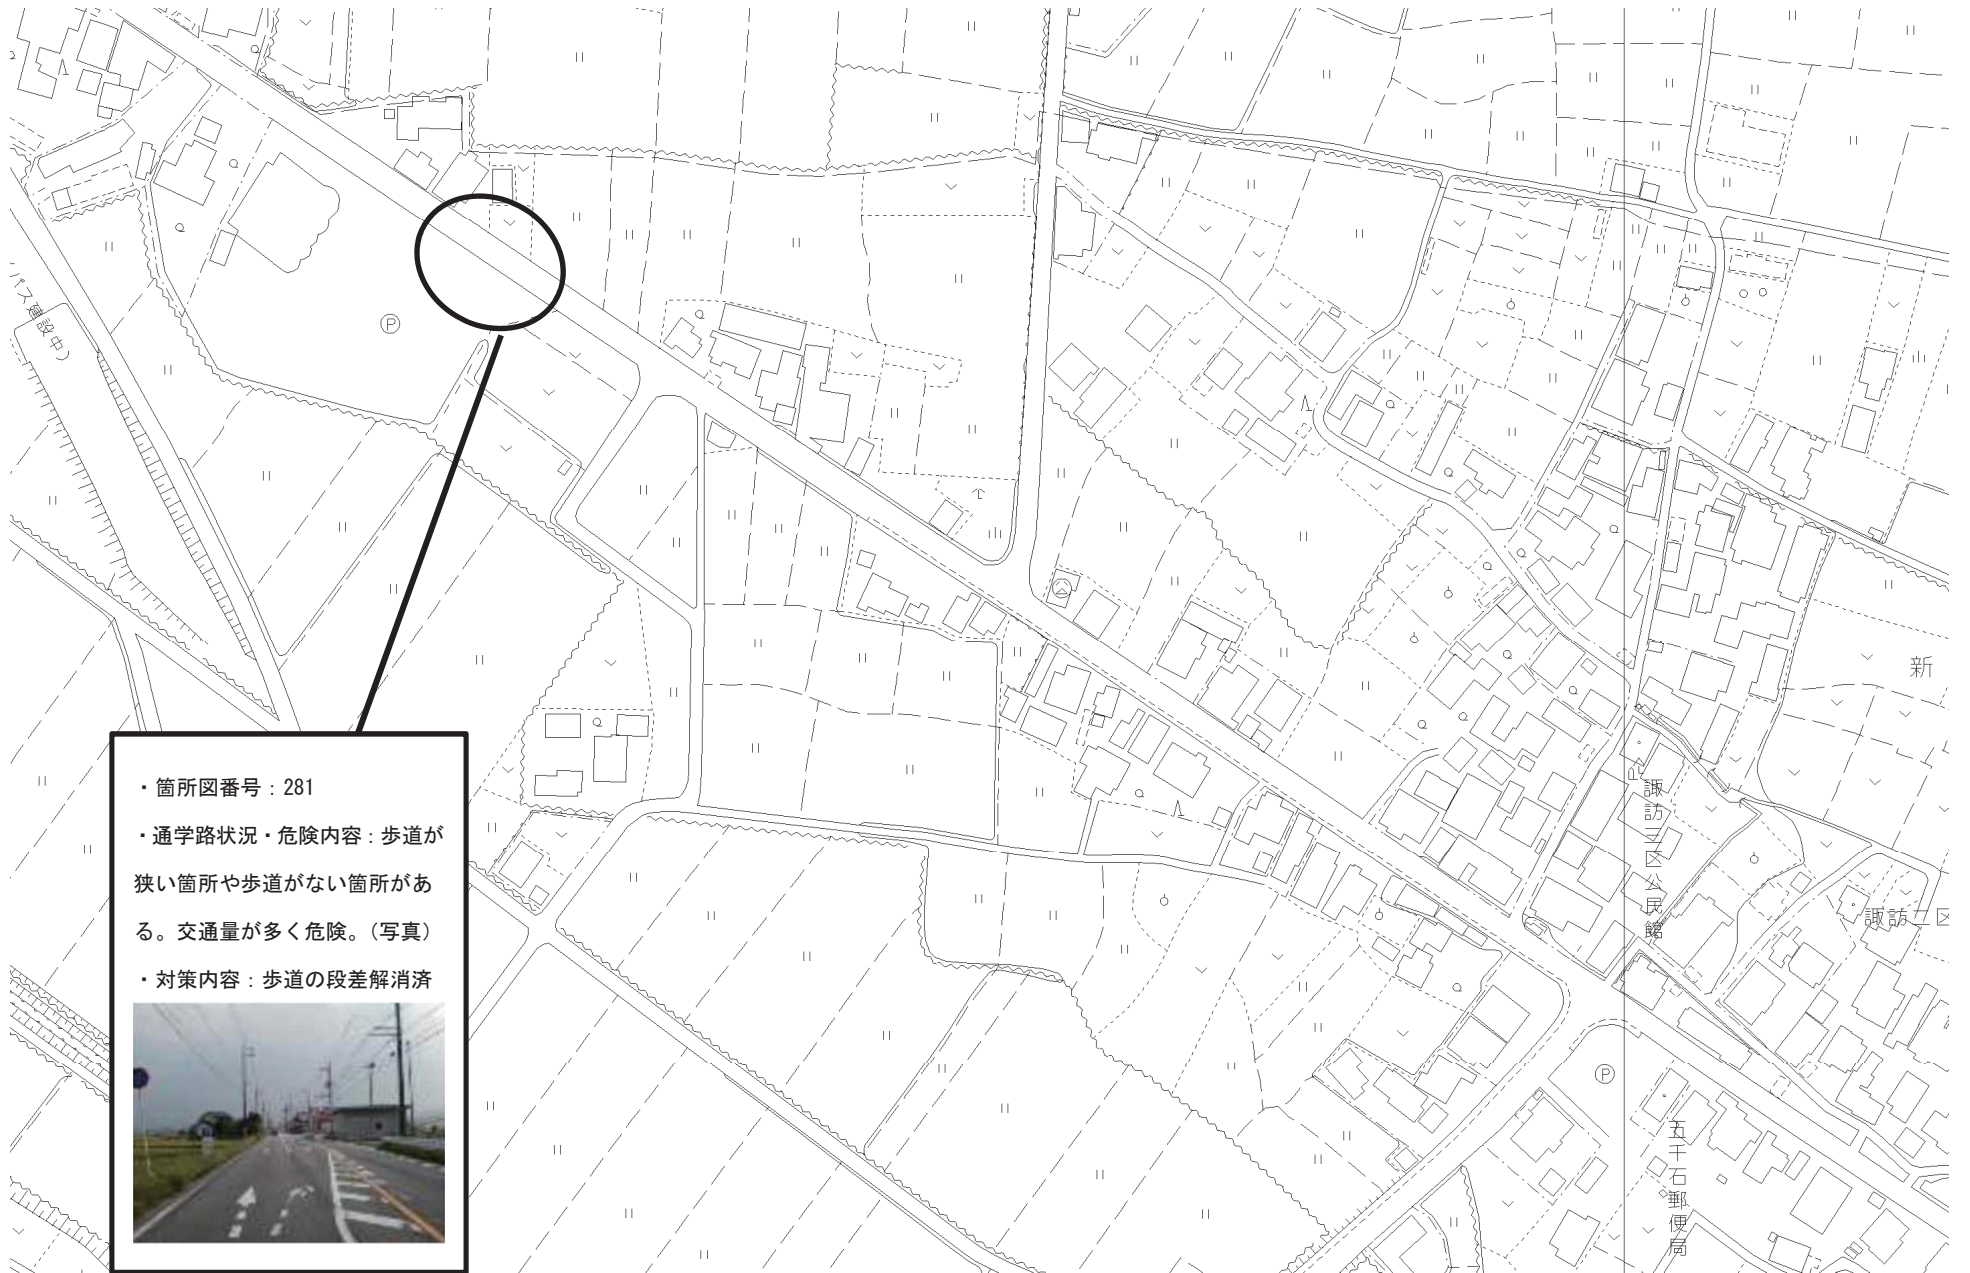 ・箇所図番号：281
・通学路状況・危険内容：歩道が
狭い箇所や歩道がない箇所があ
る。交通量が多く危険。（写真）
・対策内容：歩道の段差解消済
新
諏訪三区公民館
諏訪二区
五千石郵便局
P
P